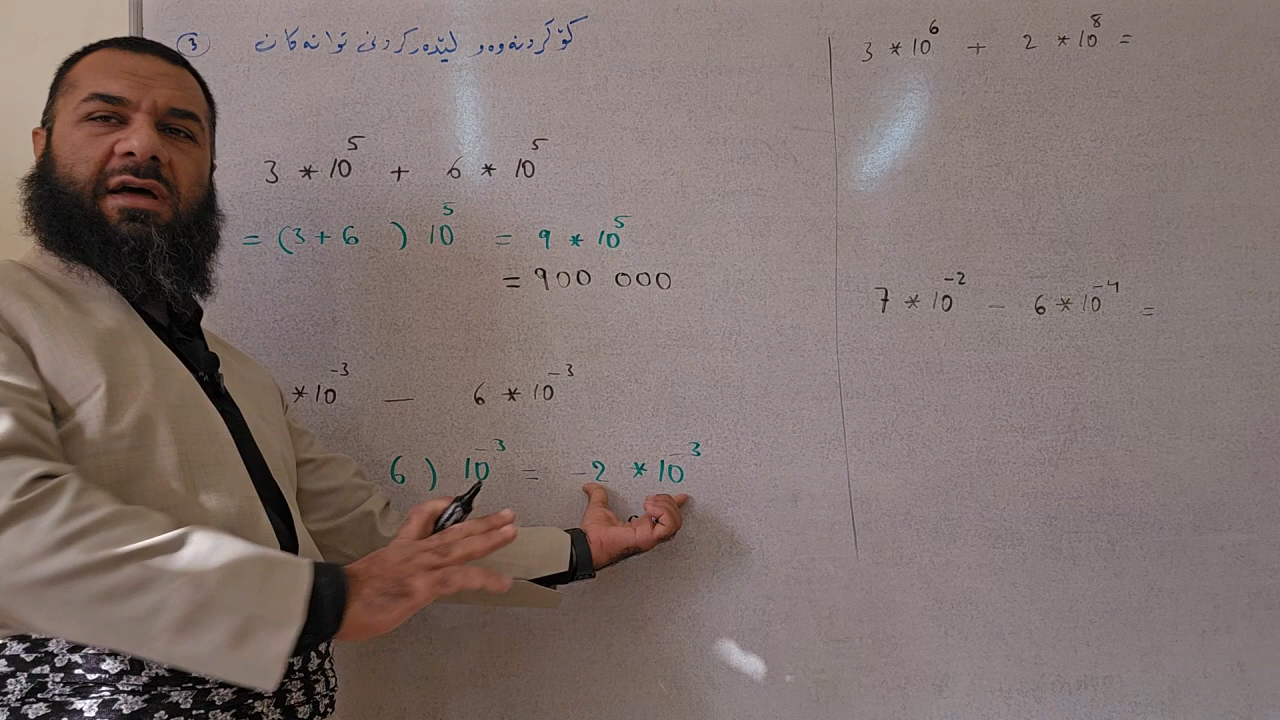 ③ کۆکردنەوەو لێدەرکردنی توانەکان
3 * 10⁵ + 6 * 10⁵
= (3 + 6 ) 10⁵ = 9 * 10⁵
= 900 000
* 10⁻³ — 6 * 10⁻³
6 ) 10⁻³ = -2 * 10⁻³
3 * 10⁶ + 2 * 10⁸ =
7 * 10⁻² - 6 * 10⁻⁴ =